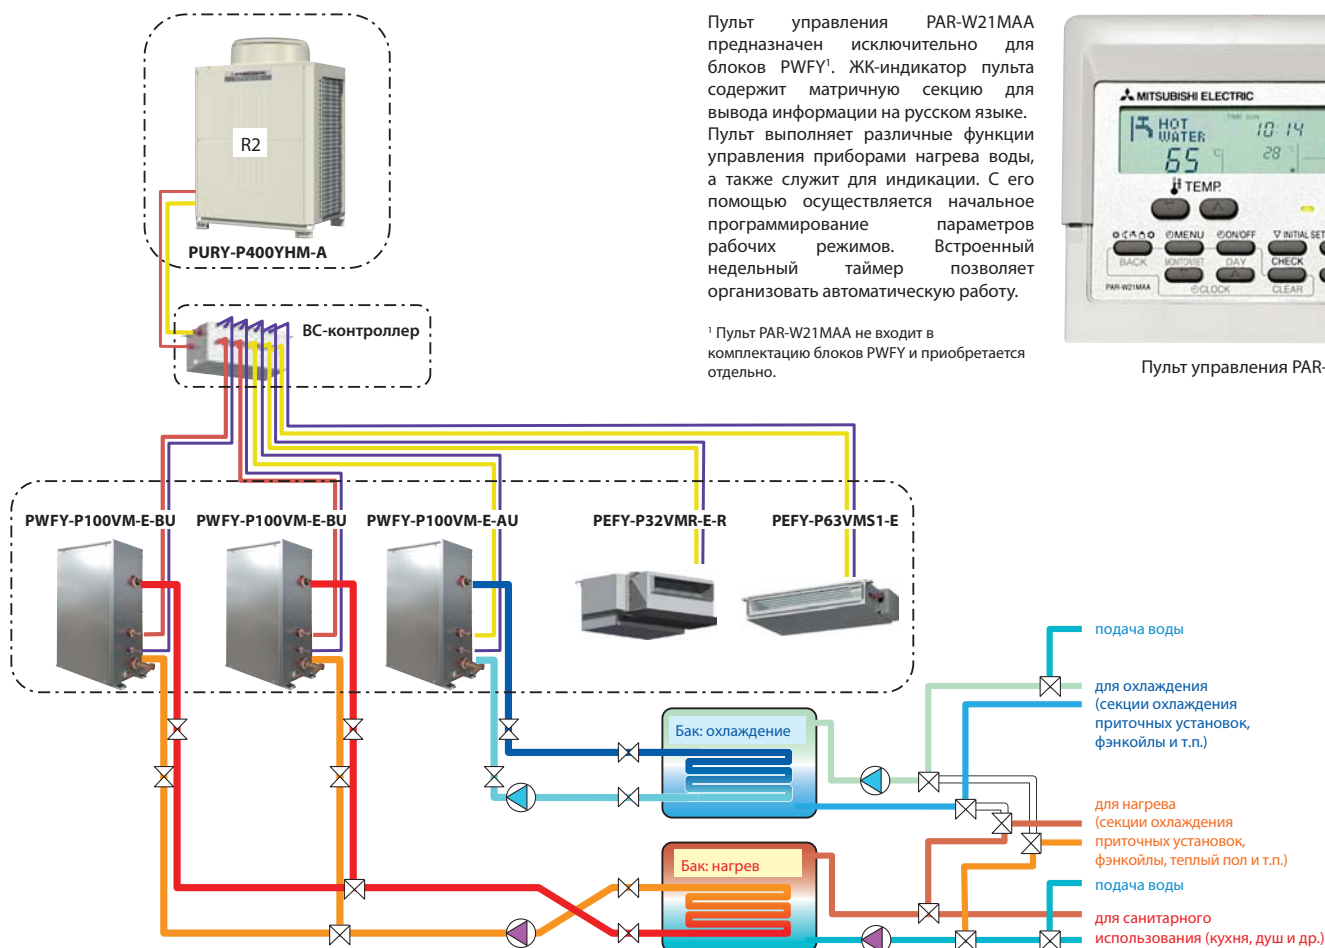 Пульт управления PAR-W21MAA
предназначен исключительно для
блоков PWFY¹. ЖК-индикатор пульта
содержит матричную секцию для
вывода информации на русском языке.
Пульт выполняет различные функции
управления приборами нагрева воды,
а также служит для индикации. С его
помощью осуществляется начальное
программирование параметров
рабочих режимов. Встроенный
недельный таймер позволяет
организовать автоматическую работу.
¹ Пульт PAR-W21MAA не входит в
комплектацию блоков PWFY и приобретается
отдельно.
MITSUBISHI ELECTRIC
HOT
WATER
TIME SUN
10:14
65 °C
28 °C
TEMP.
MENU
ON/OFF
INITIAL SET
BACK
MONITOR/SET
DAY
CHECK
PAR-W21MAA
CLOCK
CLEAR
Пульт управления PAR-
R2
PURY-P400YHM-A
BC-контроллер
PWFY-P100VM-E-BU
PWFY-P100VM-E-BU
PWFY-P100VM-E-AU
PEFY-P32VMR-E-R
PEFY-P63VMS1-E
Бак: охлаждение
Бак: нагрев
подача воды
для охлаждения
(секции охлаждения
приточных установок,
фэнкойлы и т.п.)
для нагрева
(секции охлаждения
приточных установок,
фэнкойлы, теплый пол и т.п.)
подача воды
для санитарного
использования (кухня, душ и др.)